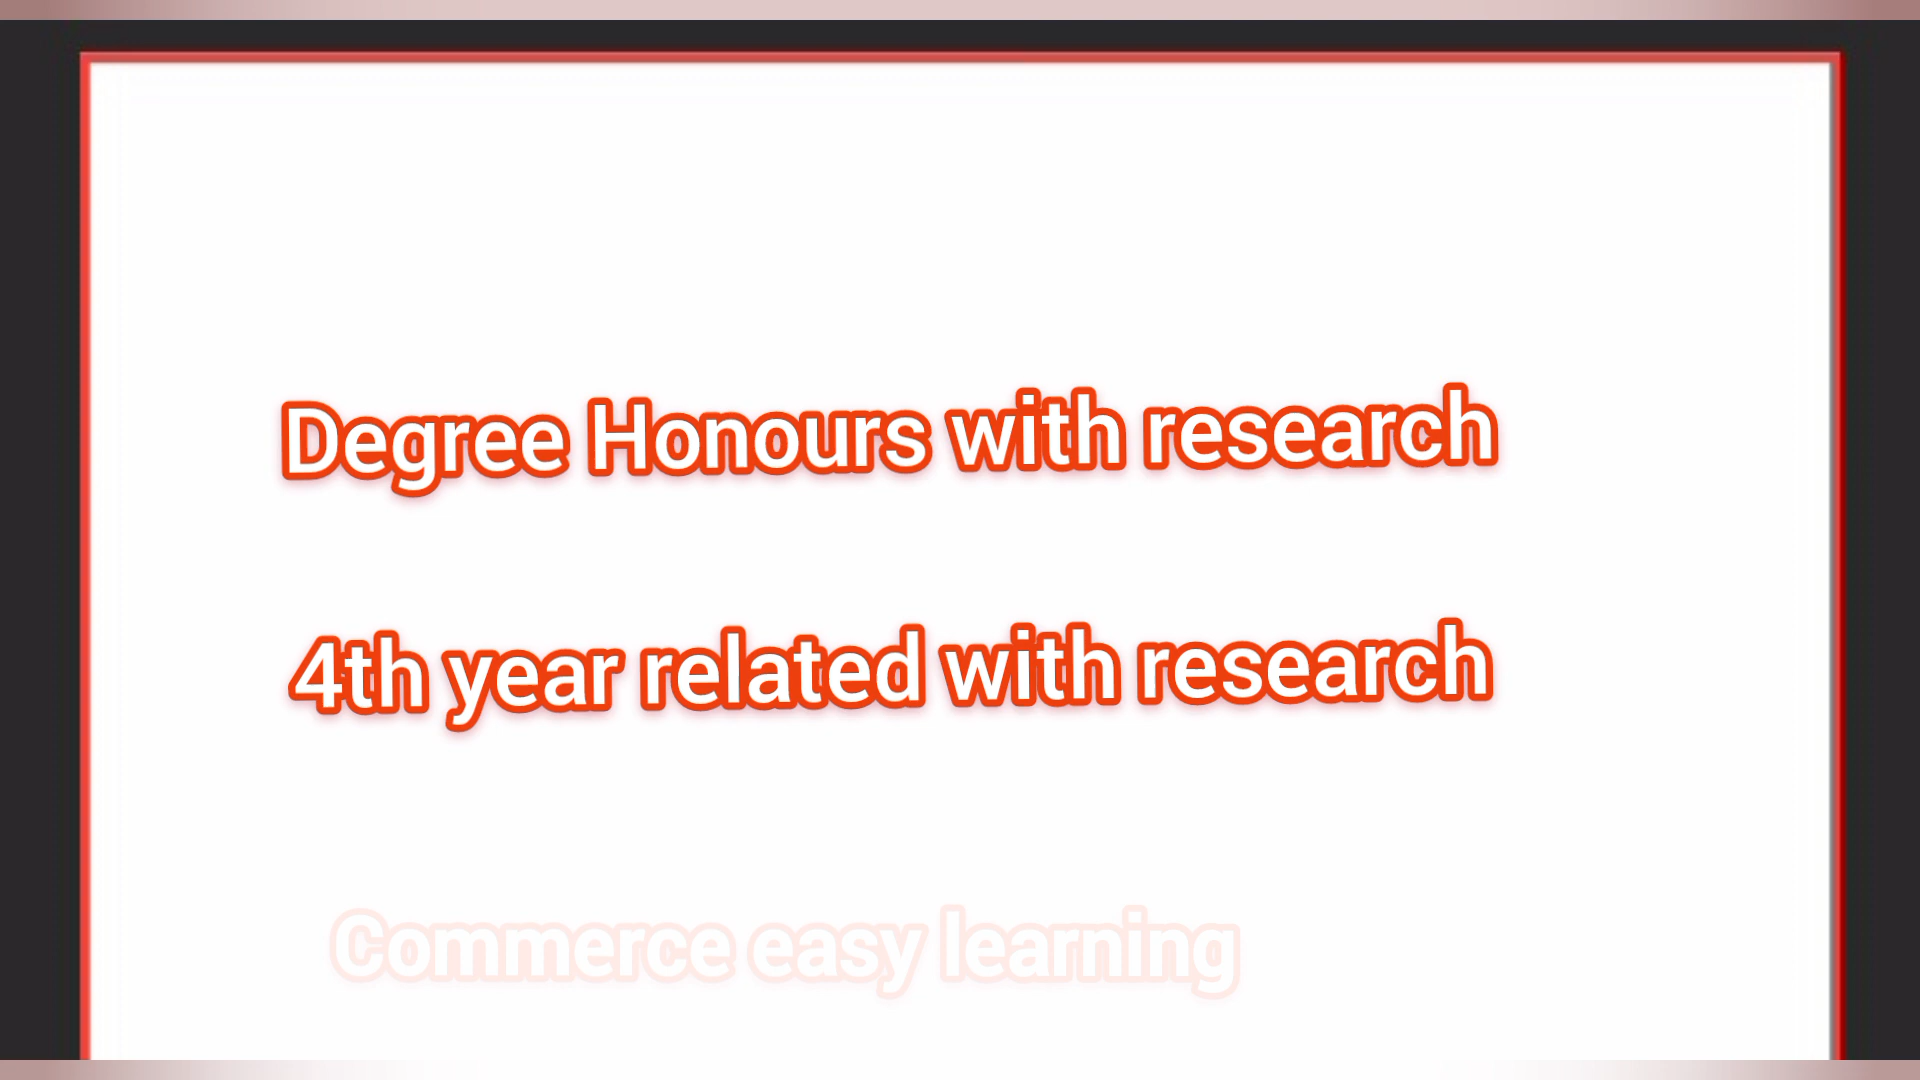 Degree Honours with research
4th year related with research
Commerce easy learning